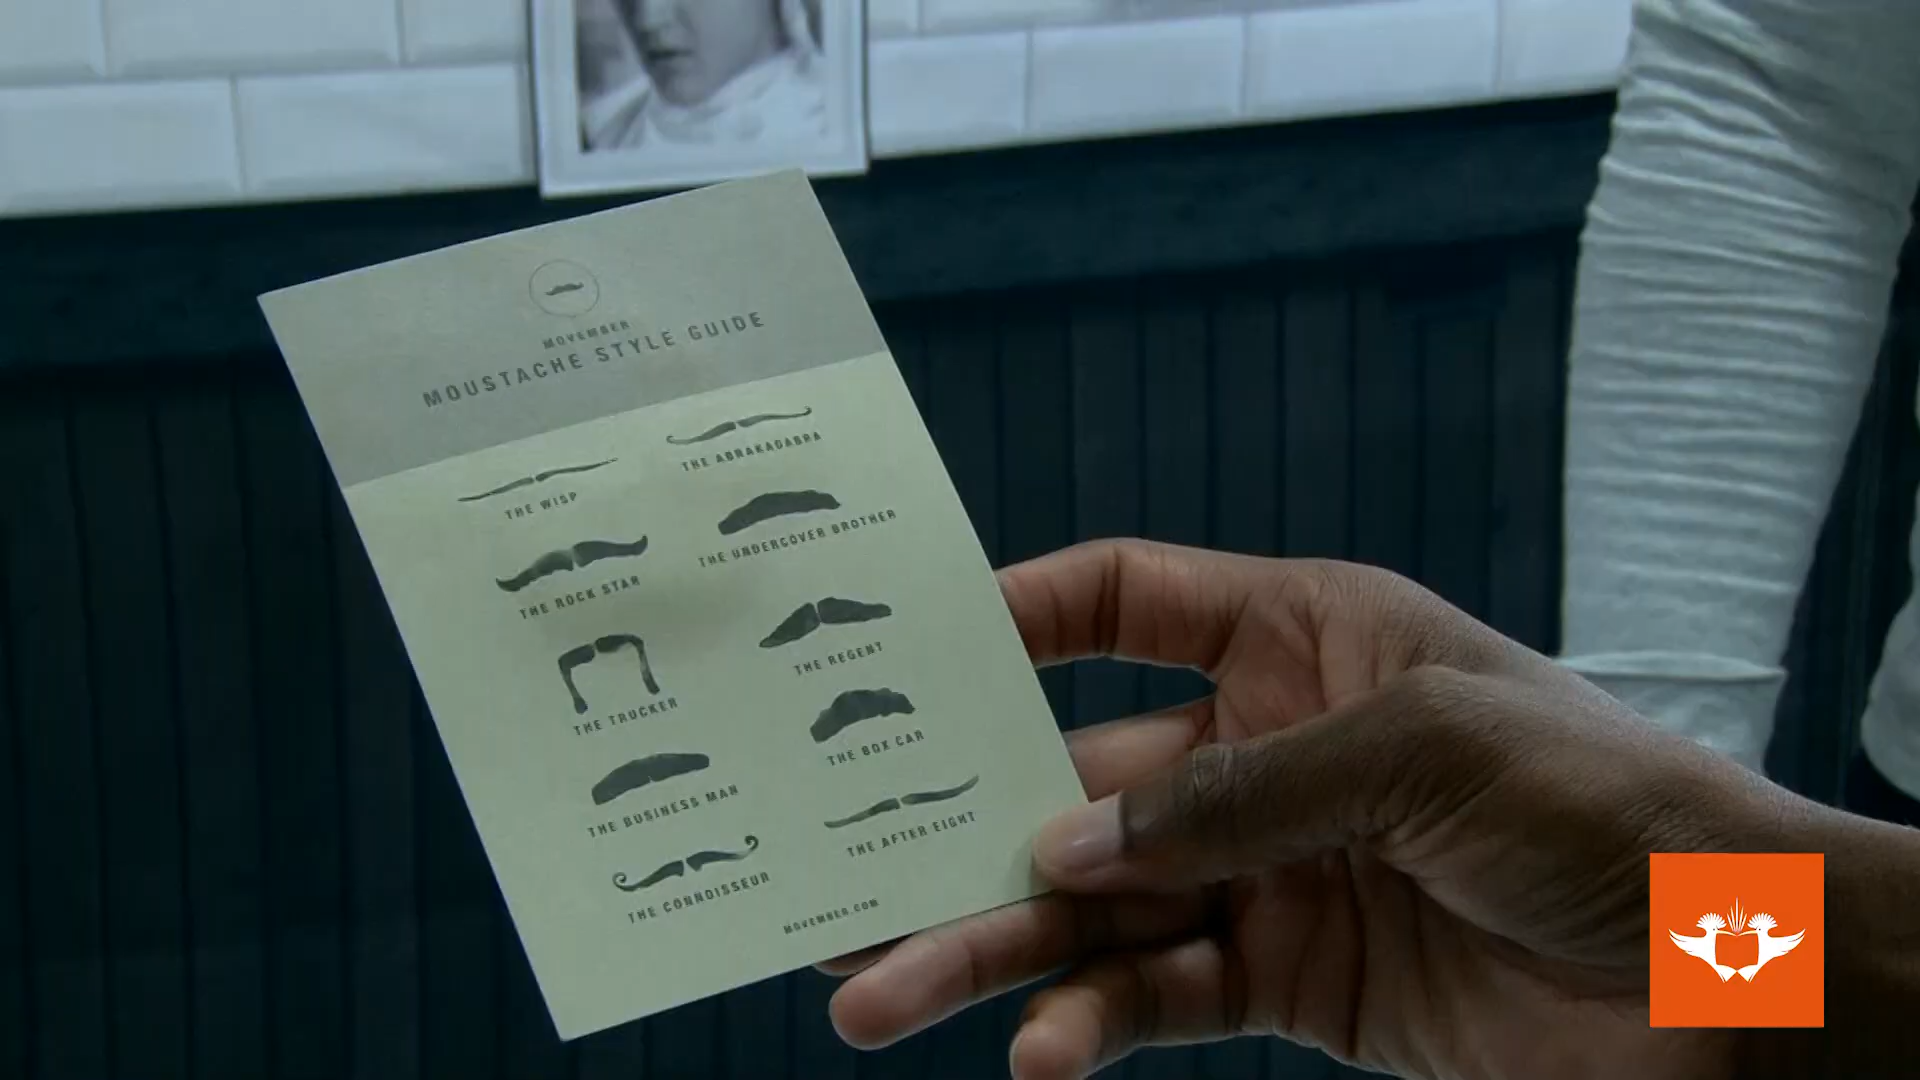 MOVEMBER
MOUSTACHE STYLE GUIDE
THE WISP
THE ABRAKADABRA
THE ROCK STAR
THE UNDERCOVER BROTHER
THE TRUCKER
THE REGENT
THE BUSINESS MAN
THE BOX CAR
THE CONNOISSEUR
THE AFTER EIGHT
MOVEMBER.COM